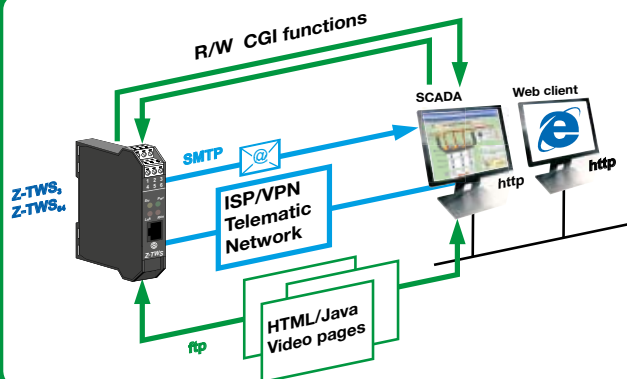 R/W CGI functions
SCADA
Web client
SMTP
@
http
http
Z-TWS3
Z-TWS64
ISP/VPN
Telematic
Network
Z-TWS
HTML/Java
Video pages
ftp